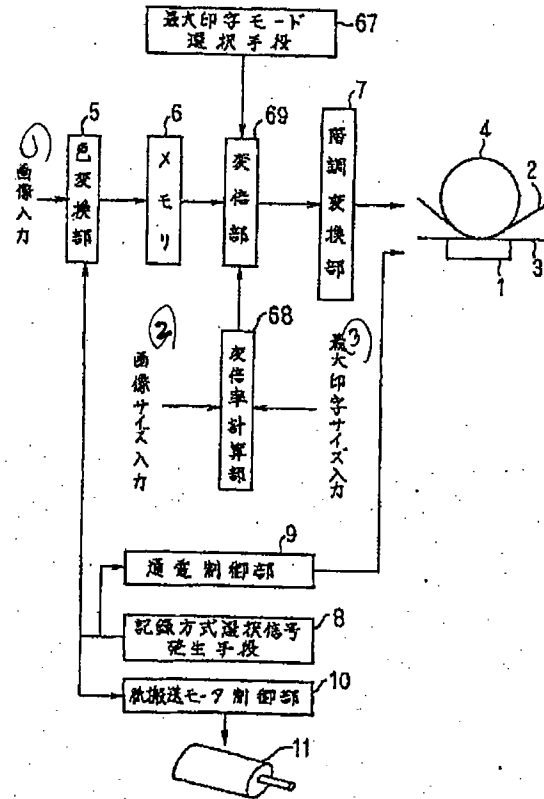 最大印字モード
選択手段
67
5
6
69
7
4
2
3
1
①
画像入力
色変換部
メモリ
変倍部
階調変換部
68
②
画像サイズ入力
変倍率計算部
③
最大印字サイズ入力
9
通電制御部
8
記録方式選択信号
発生手段
10
紙搬送モータ制御部
11